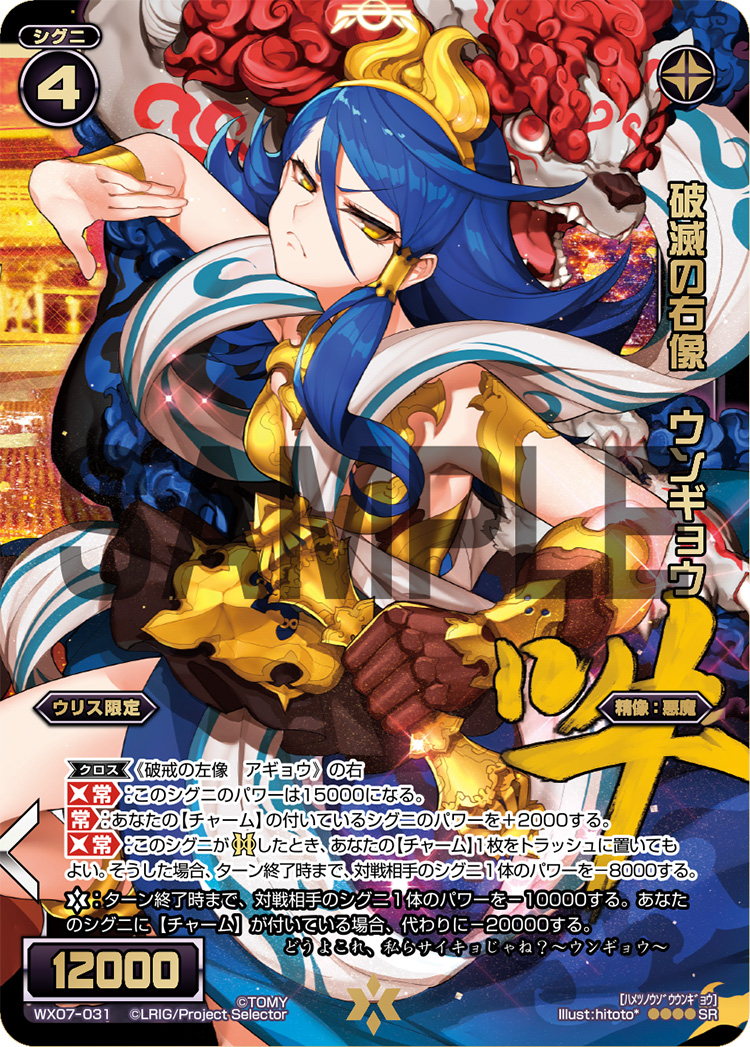 シグニ
4
破滅の右像 ウンギョウ
SAMPLE
吽
ウリス限定
精像：悪魔
クロス 《破戒の左像 アギョウ》の右
常：このシグニのパワーは15000になる。
常：あなたの【チャーム】の付いているシグニのパワーを＋2000する。
常：このシグニがHHしたとき、あなたの【チャーム】1枚をトラッシュに置いても
よい。そうした場合、ターン終了時まで、対戦相手のシグニ1体のパワーを－8000する。
：ターン終了時まで、対戦相手のシグニ１体のパワーを－10000する。あなた
のシグニに【チャーム】が付いている場合、代わりに－20000する。
どうよこれ、私らサイキョじゃね？～ウンギョウ～
12000
WX07-031
©TOMY
©LRIG/Project Selector
[ﾊﾒﾂﾉｳｿﾞｳｳﾝｷﾞｮｳ]
Illust:hitoto* SR